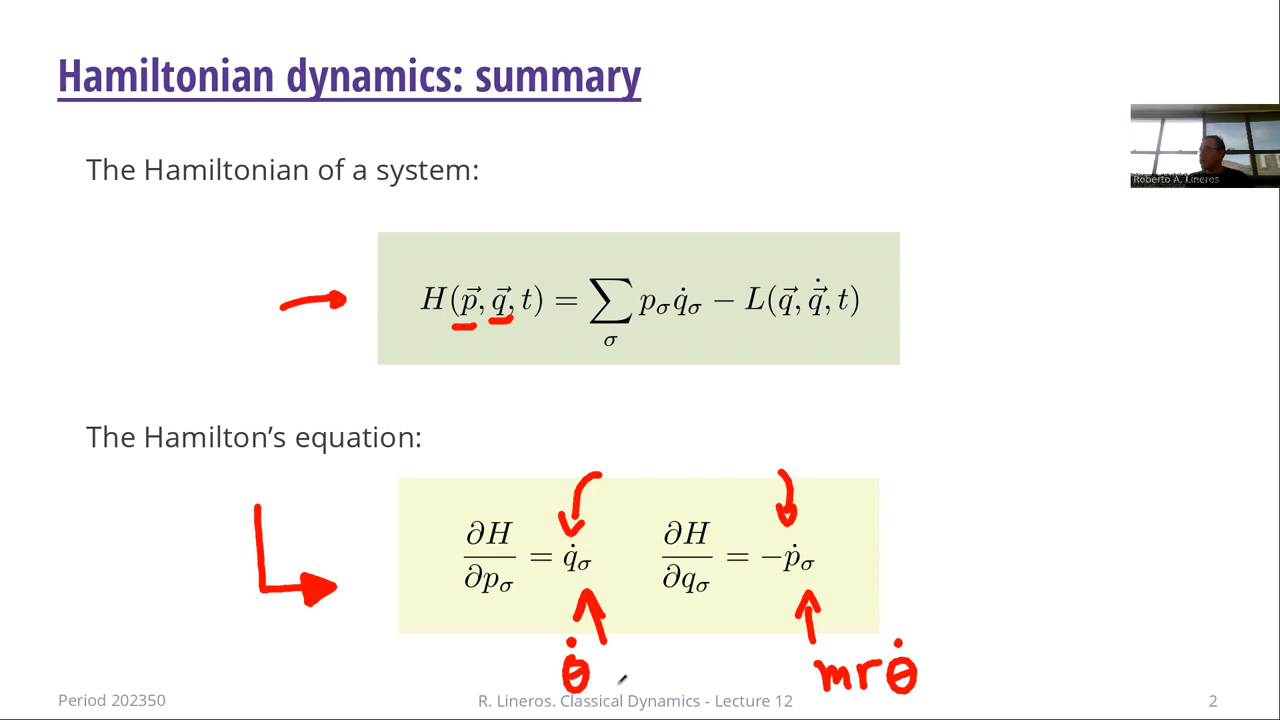 Hamiltonian dynamics: summary
The Hamiltonian of a system:
Roberto A. Lineros
H(p⃗, q⃗, t) = ∑_σ p_σ q̇_σ − L(q⃗, q⃗̇, t)
The Hamilton's equation:
∂H/∂p_σ = q̇_σ ∂H/∂q_σ = −ṗ_σ
θ̇ mrθ̇
Period 202350 R. Lineros. Classical Dynamics - Lecture 12 2